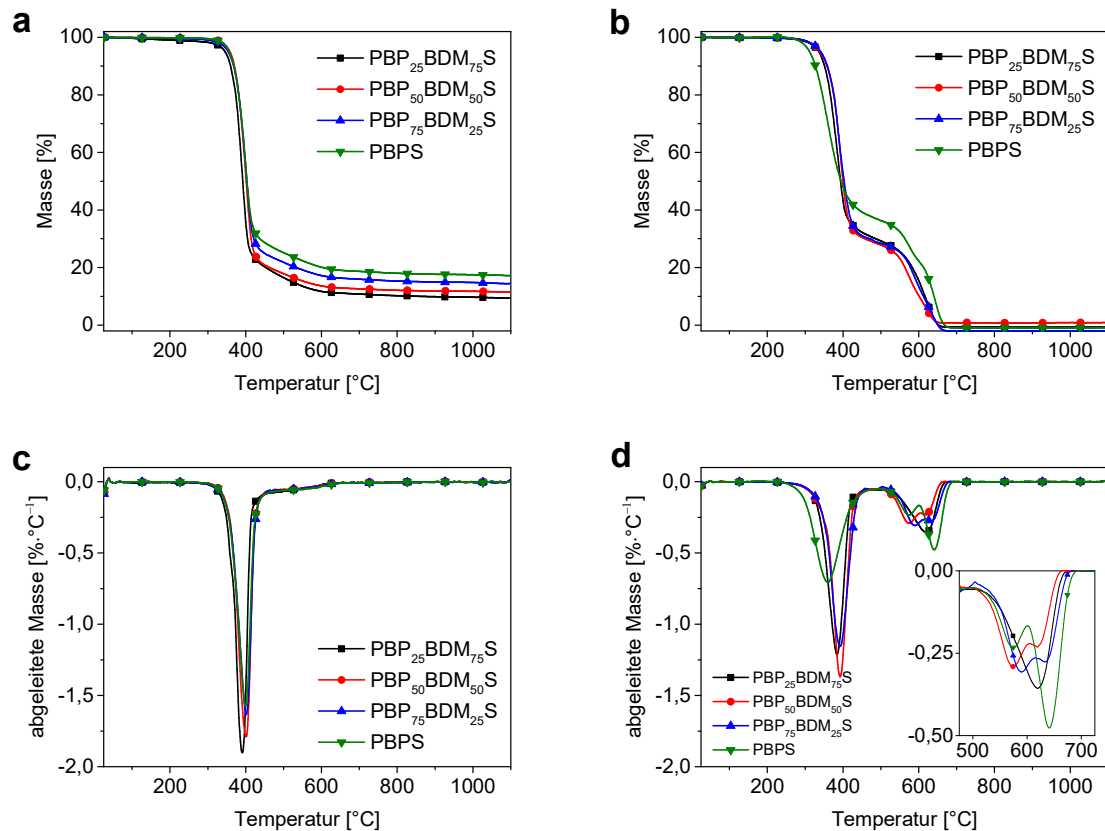 a
100
80
60
40
20
0
Masse [%]
PBP₂₅BDM₇₅S
PBP₅₀BDM₅₀S
PBP₇₅BDM₂₅S
PBPS
200 400 600 800 1000
Temperatur [°C]
b
100
80
60
40
20
0
Masse [%]
PBP₂₅BDM₇₅S
PBP₅₀BDM₅₀S
PBP₇₅BDM₂₅S
PBPS
200 400 600 800 1000
Temperatur [°C]
c
0,0
-0,5
-1,0
-1,5
-2,0
abgeleitete Masse [%·°C⁻¹]
PBP₂₅BDM₇₅S
PBP₅₀BDM₅₀S
PBP₇₅BDM₂₅S
PBPS
200 400 600 800 1000
Temperatur [°C]
d
0,0
-0,5
-1,0
-1,5
-2,0
abgeleitete Masse [%·°C⁻¹]
PBP₂₅BDM₇₅S
PBP₅₀BDM₅₀S
PBP₇₅BDM₂₅S
PBPS
0,00
-0,25
-0,50
500 600 700
200 400 600 800 1000
Temperatur [°C]